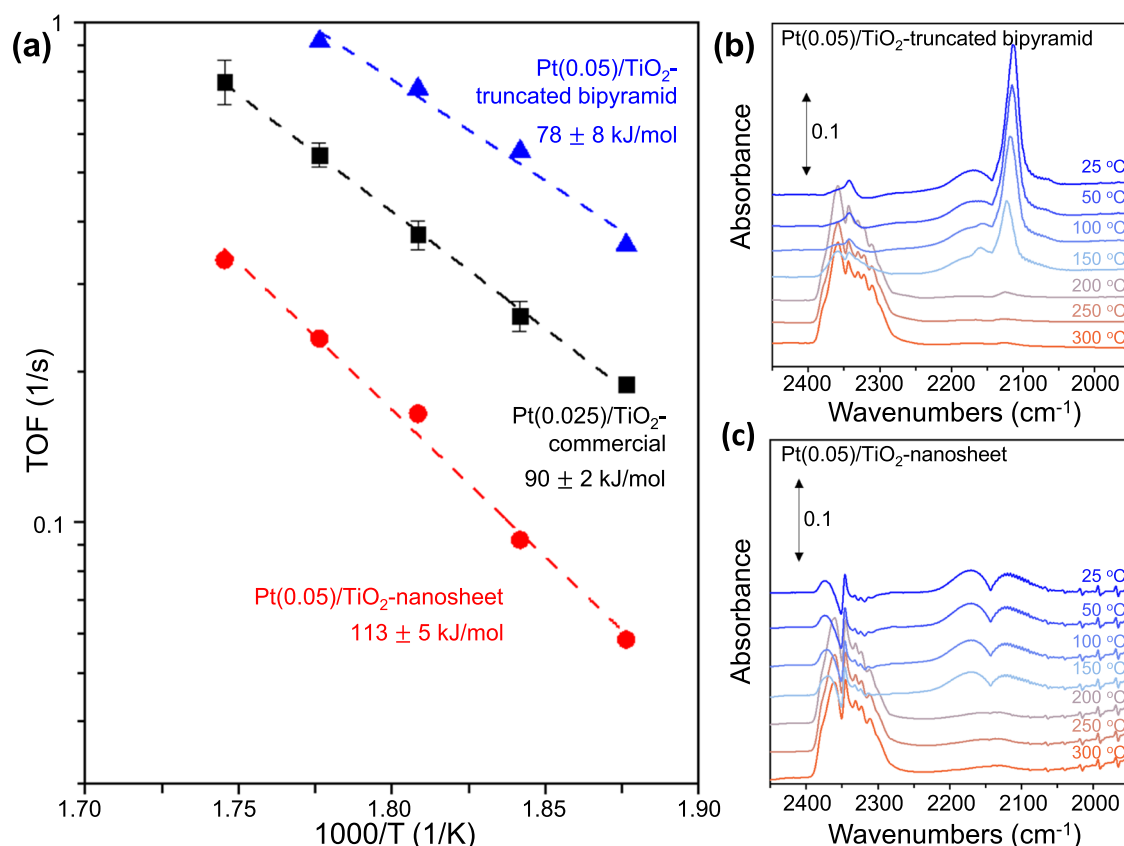 (a)
1
0.2
0.1
TOF (1/s)
Pt(0.05)/TiO₂-
truncated bipyramid
78 ± 8 kJ/mol
Pt(0.025)/TiO₂-
commercial
90 ± 2 kJ/mol
Pt(0.05)/TiO₂-nanosheet
113 ± 5 kJ/mol
1.70 1.75 1.80 1.85 1.90
1000/T (1/K)
(b)
Pt(0.05)/TiO₂-truncated bipyramid
0.1
Absorbance
25 °C
50 °C
100 °C
150 °C
200 °C
250 °C
300 °C
2400 2300 2200 2100 2000
Wavenumbers (cm⁻¹)
(c)
Pt(0.05)/TiO₂-nanosheet
0.1
Absorbance
25 °C
50 °C
100 °C
150 °C
200 °C
250 °C
300 °C
2400 2300 2200 2100 2000
Wavenumbers (cm⁻¹)